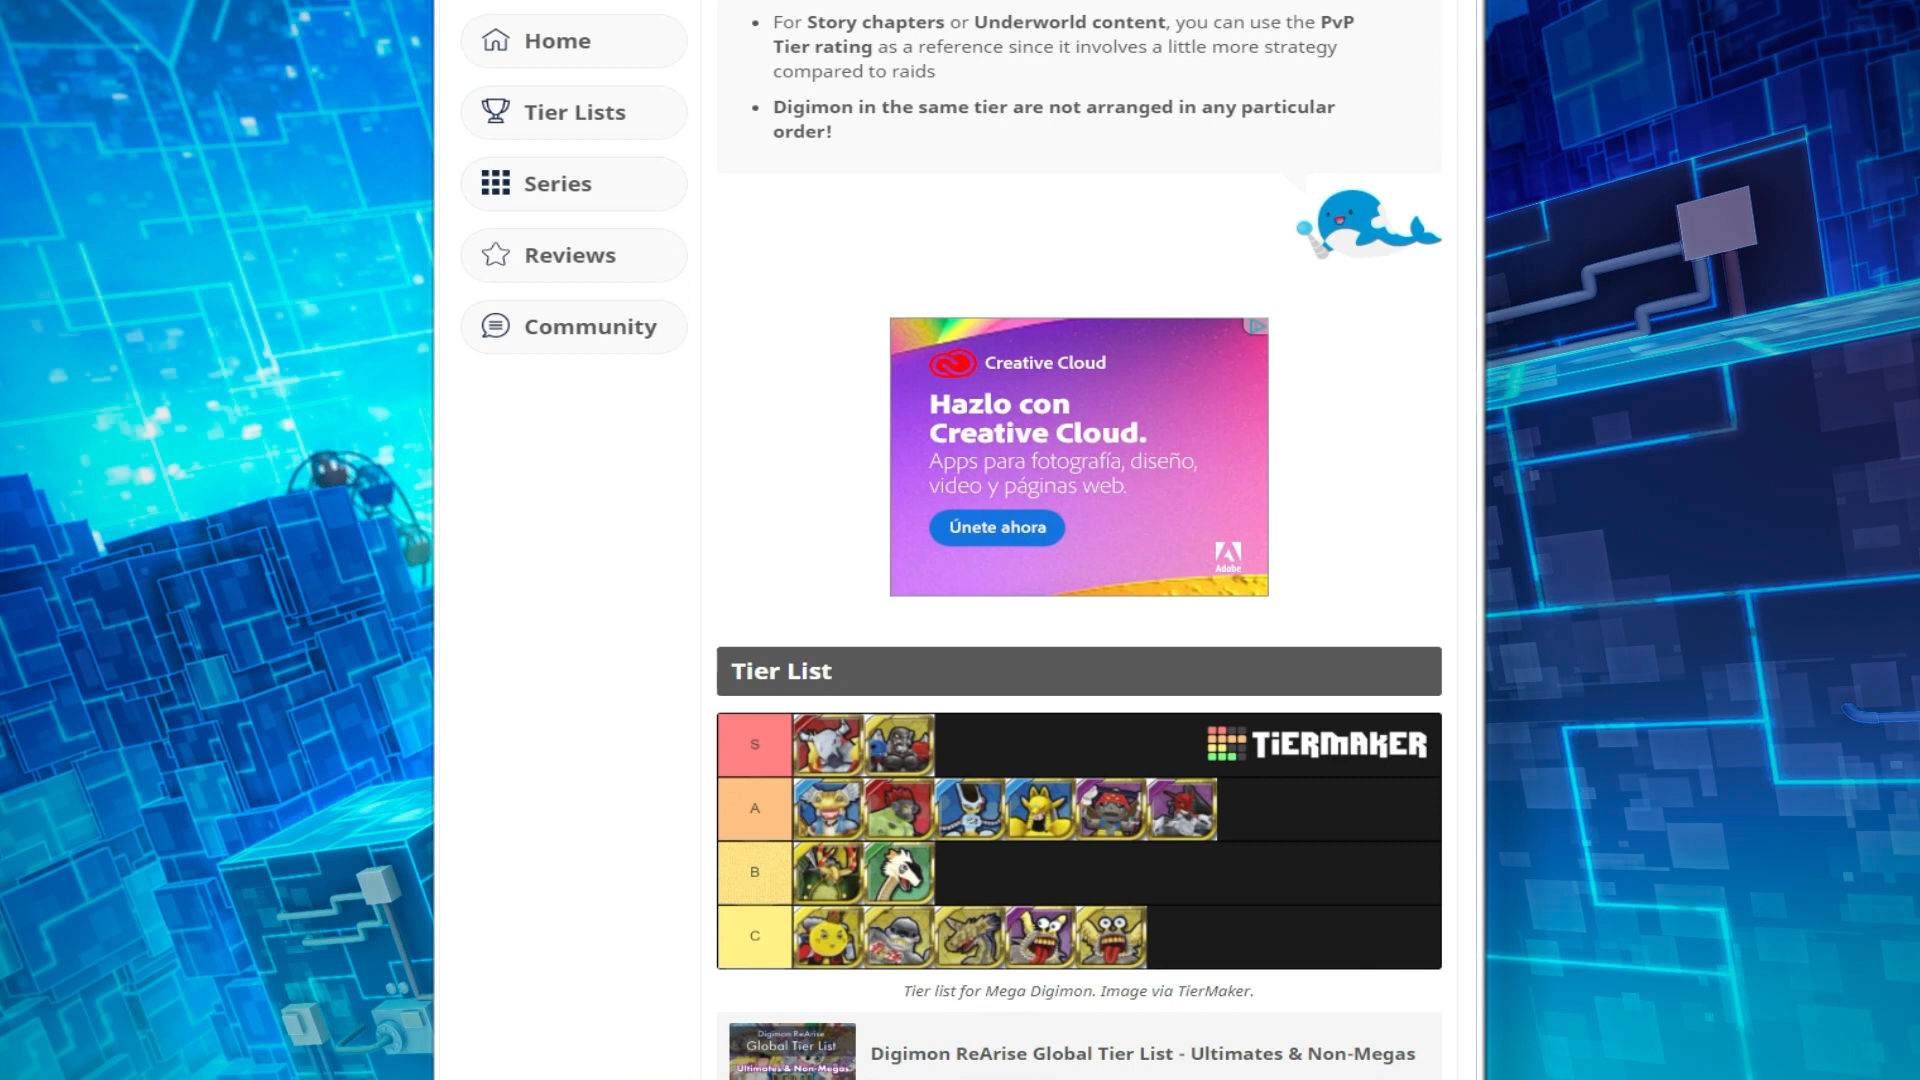 Home
Tier Lists
Series
Reviews
Community
• For Story chapters or Underworld content, you can use the PvP
Tier rating as a reference since it involves a little more strategy
compared to raids
• Digimon in the same tier are not arranged in any particular
order!
Creative Cloud
Hazlo con
Creative Cloud.
Apps para fotografía, diseño,
video y páginas web.
Únete ahora
Adobe
Tier List
S
TiERMAKER
A
B
C
Tier list for Mega Digimon. Image via TierMaker.
Digimon ReArise
Global Tier List
Ultimates & Non-Megas
Digimon ReArise Global Tier List - Ultimates & Non-Megas